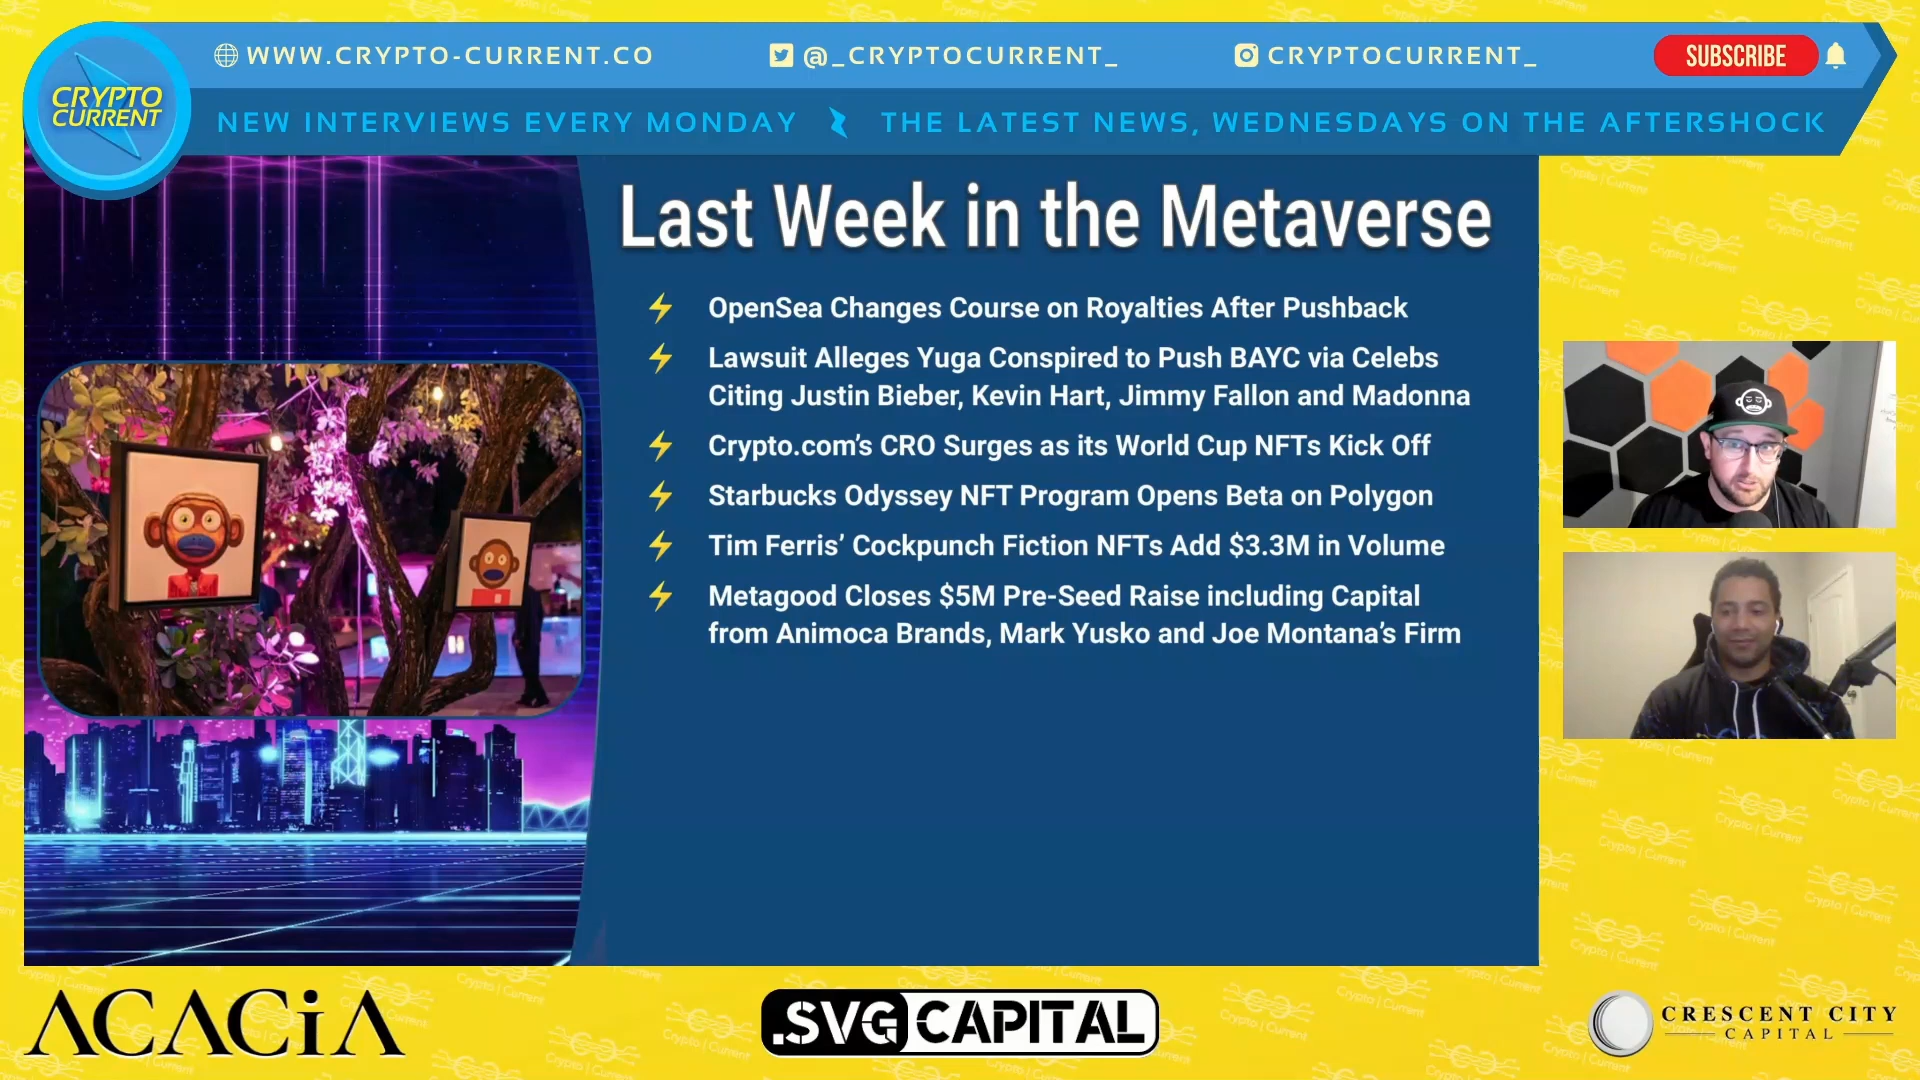 WWW.CRYPTO-CURRENT.CO
@_CRYPTOCURRENT_
CRYPTOCURRENT_
SUBSCRIBE
CRYPTO
CURRENT
NEW INTERVIEWS EVERY MONDAY
THE LATEST NEWS, WEDNESDAYS ON THE AFTERSHOCK
Last Week in the Metaverse
OpenSea Changes Course on Royalties After Pushback
Lawsuit Alleges Yuga Conspired to Push BAYC via Celebs
Citing Justin Bieber, Kevin Hart, Jimmy Fallon and Madonna
Crypto.com’s CRO Surges as its World Cup NFTs Kick Off
Starbucks Odyssey NFT Program Opens Beta on Polygon
Tim Ferris’ Cockpunch Fiction NFTs Add $3.3M in Volume
Metagood Closes $5M Pre-Seed Raise including Capital
from Animoca Brands, Mark Yusko and Joe Montana’s Firm
ACACiA
.SVG CAPITAL
CRESCENT CITY
CAPITAL